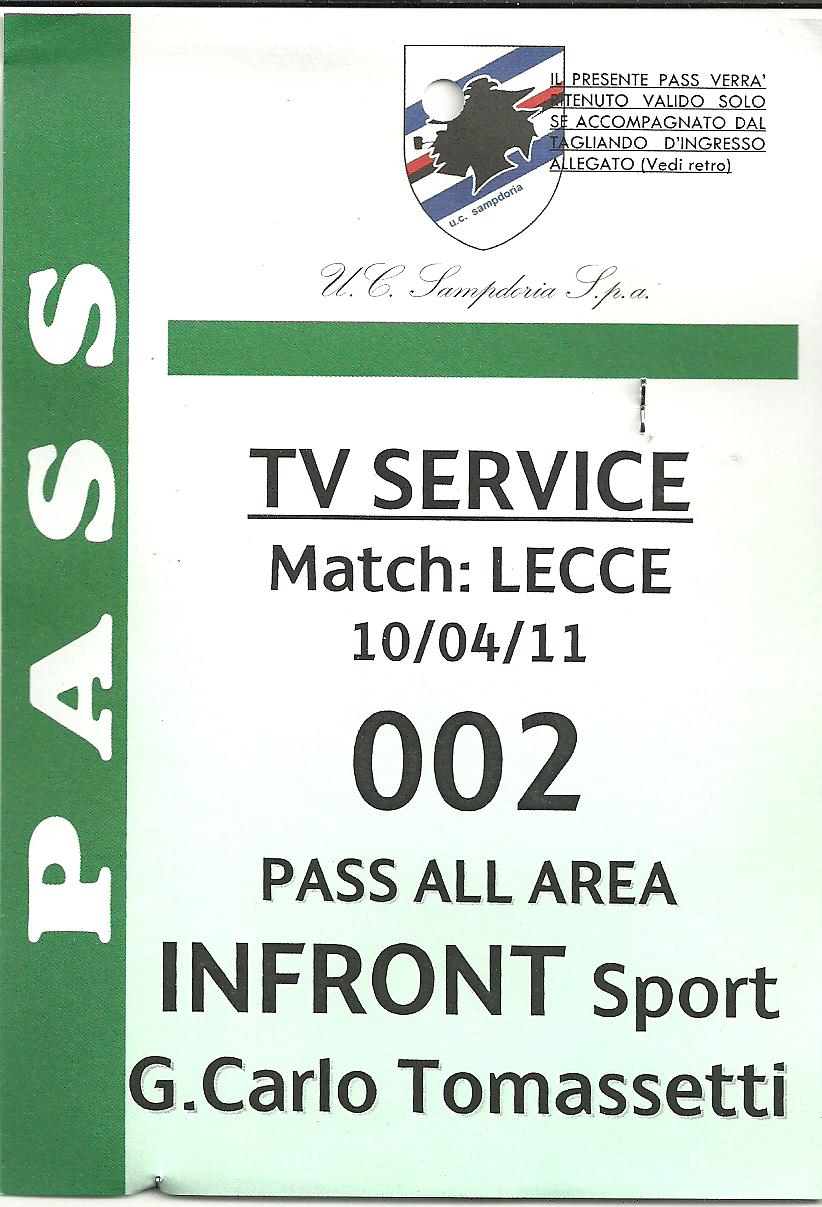 PASS
IL PRESENTE PASS VERRA'
RITENUTO VALIDO SOLO
SE ACCOMPAGNATO DAL
TAGLIANDO D'INGRESSO
ALLEGATO (Vedi retro)
u.c. sampdoria
U.C. Sampdoria S.p.a.
TV SERVICE
Match: LECCE
10/04/11
002
PASS ALL AREA
INFRONT Sport
G.Carlo Tomassetti